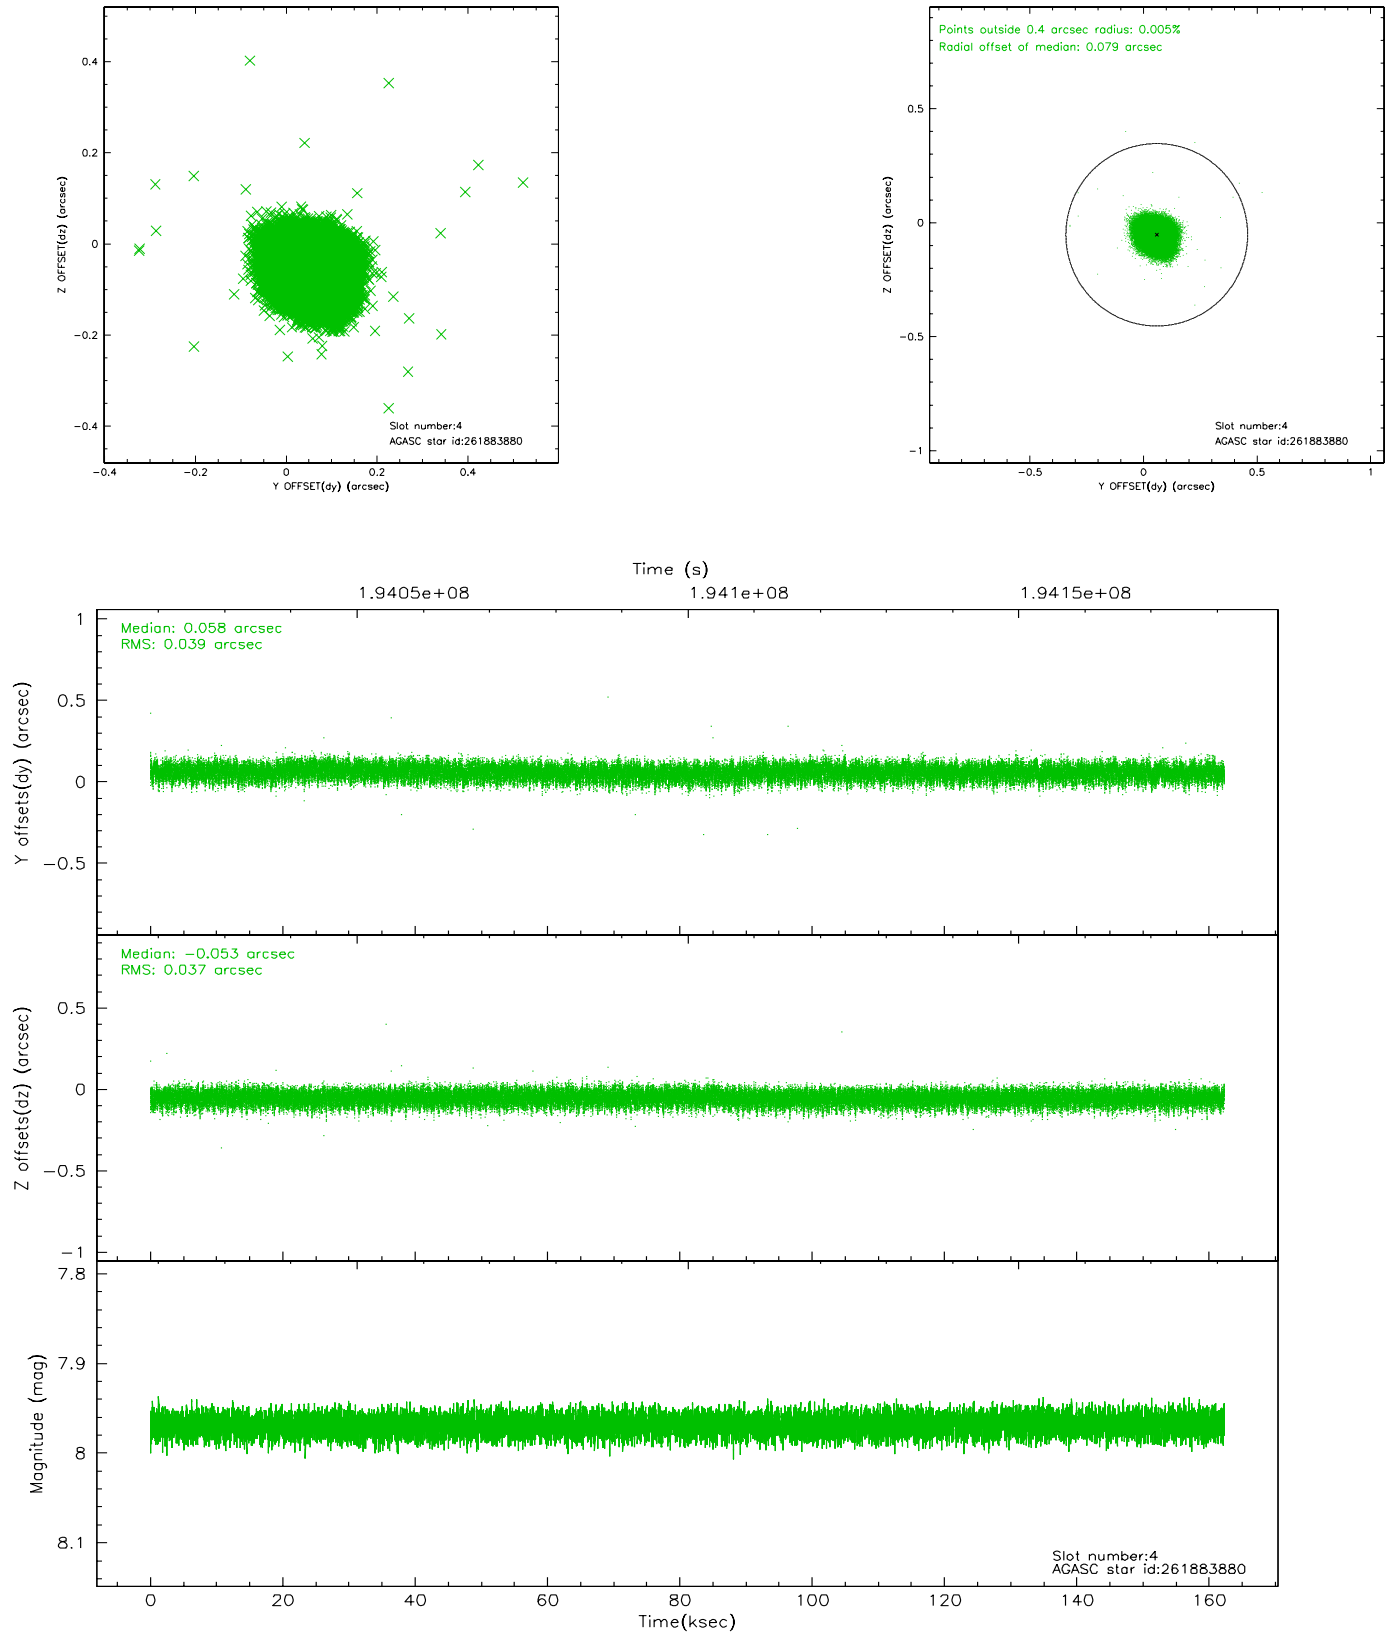 0.4
0.2
0
−0.2
−0.4
Z OFFSET(dz) (arcsec)
Slot number:4
AGASC star id:261883880
−0.4
−0.2
0
0.2
0.4
Y OFFSET(dy) (arcsec)
Points outside 0.4 arcsec radius: 0.005%
Radial offset of median: 0.079 arcsec
0.5
0
−0.5
−1
Z OFFSET(dz) (arcsec)
Slot number:4
AGASC star id:261883880
−0.5
0
0.5
1
Y OFFSET(dy) (arcsec)
Time (s)
1.9405e+08
1.941e+08
1.9415e+08
Median: 0.058 arcsec
RMS: 0.039 arcsec
1
0.5
0
−0.5
Y offsets(dy) (arcsec)
Median: −0.053 arcsec
RMS: 0.037 arcsec
0.5
0
−0.5
−1
Z offsets(dz) (arcsec)
7.8
7.9
8
8.1
Magnitude (mag)
Slot number:4
AGASC star id:261883880
0
20
40
60
80
100
120
140
160
Time(ksec)